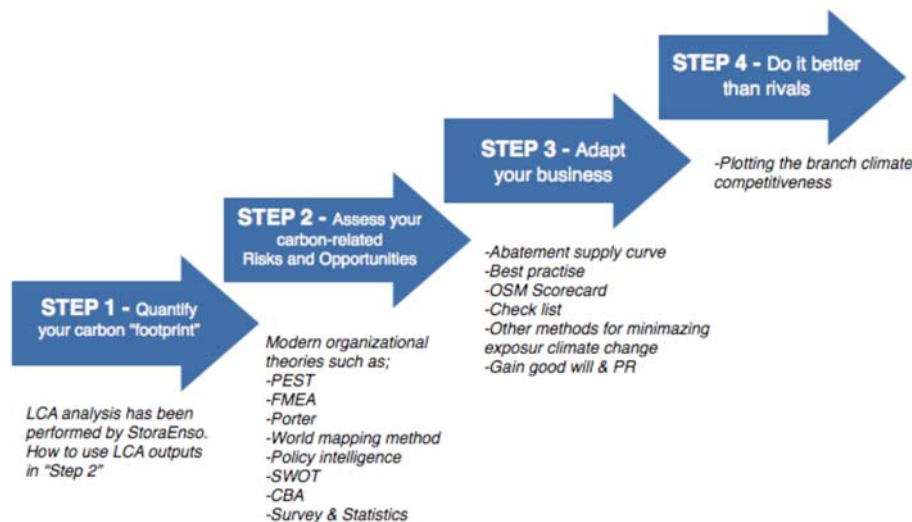 STEP 1 - Quantify
your carbon "footprint"
LCA analysis has been
performed by StoraEnso.
How to use LCA outputs
in "Step 2"
STEP 2 - Assess your
carbon-related
Risks and Opportunities
Modern organizational
theories such as;
-PEST
-FMEA
-Porter
-World mapping method
-Policy intelligence
-SWOT
-CBA
-Survey & Statistics
STEP 3 - Adapt
your business
-Abatement supply curve
-Best practise
-OSM Scorecard
-Check list
-Other methods for minimazing
exposur climate change
-Gain good will & PR
STEP 4 - Do it better
than rivals
-Plotting the branch climate
competitiveness